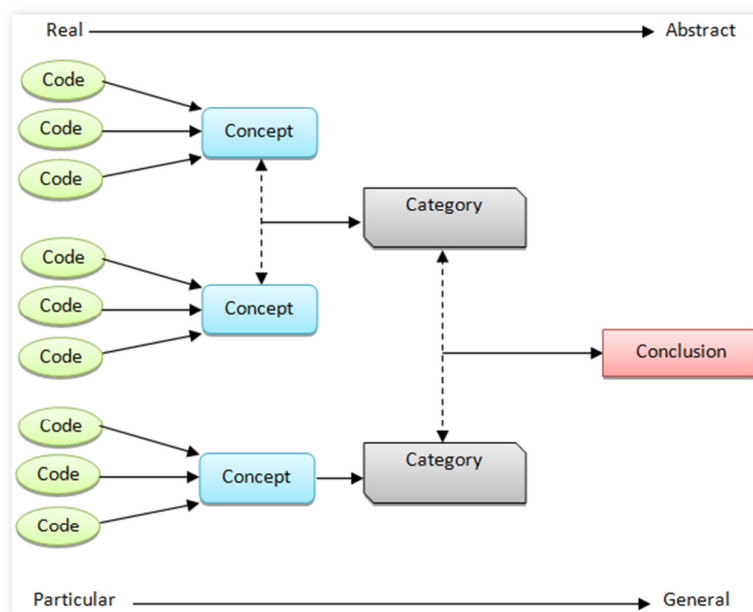 Real
Abstract
Code
Code
Concept
Code
Category
Code
Code
Concept
Code
Conclusion
Code
Category
Code
Concept
Code
Particular
General